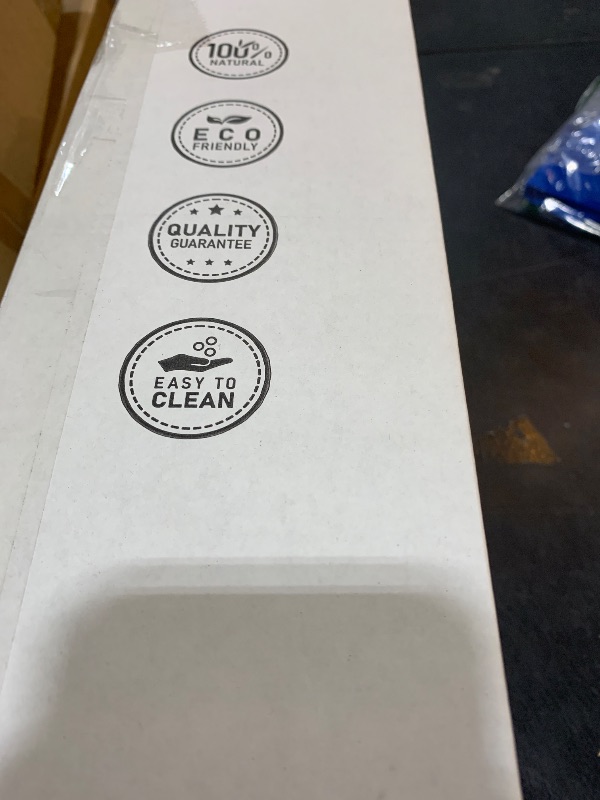 100%
NATURAL
ECO
FRIENDLY
QUALITY
GUARANTEE
EASY TO
CLEAN